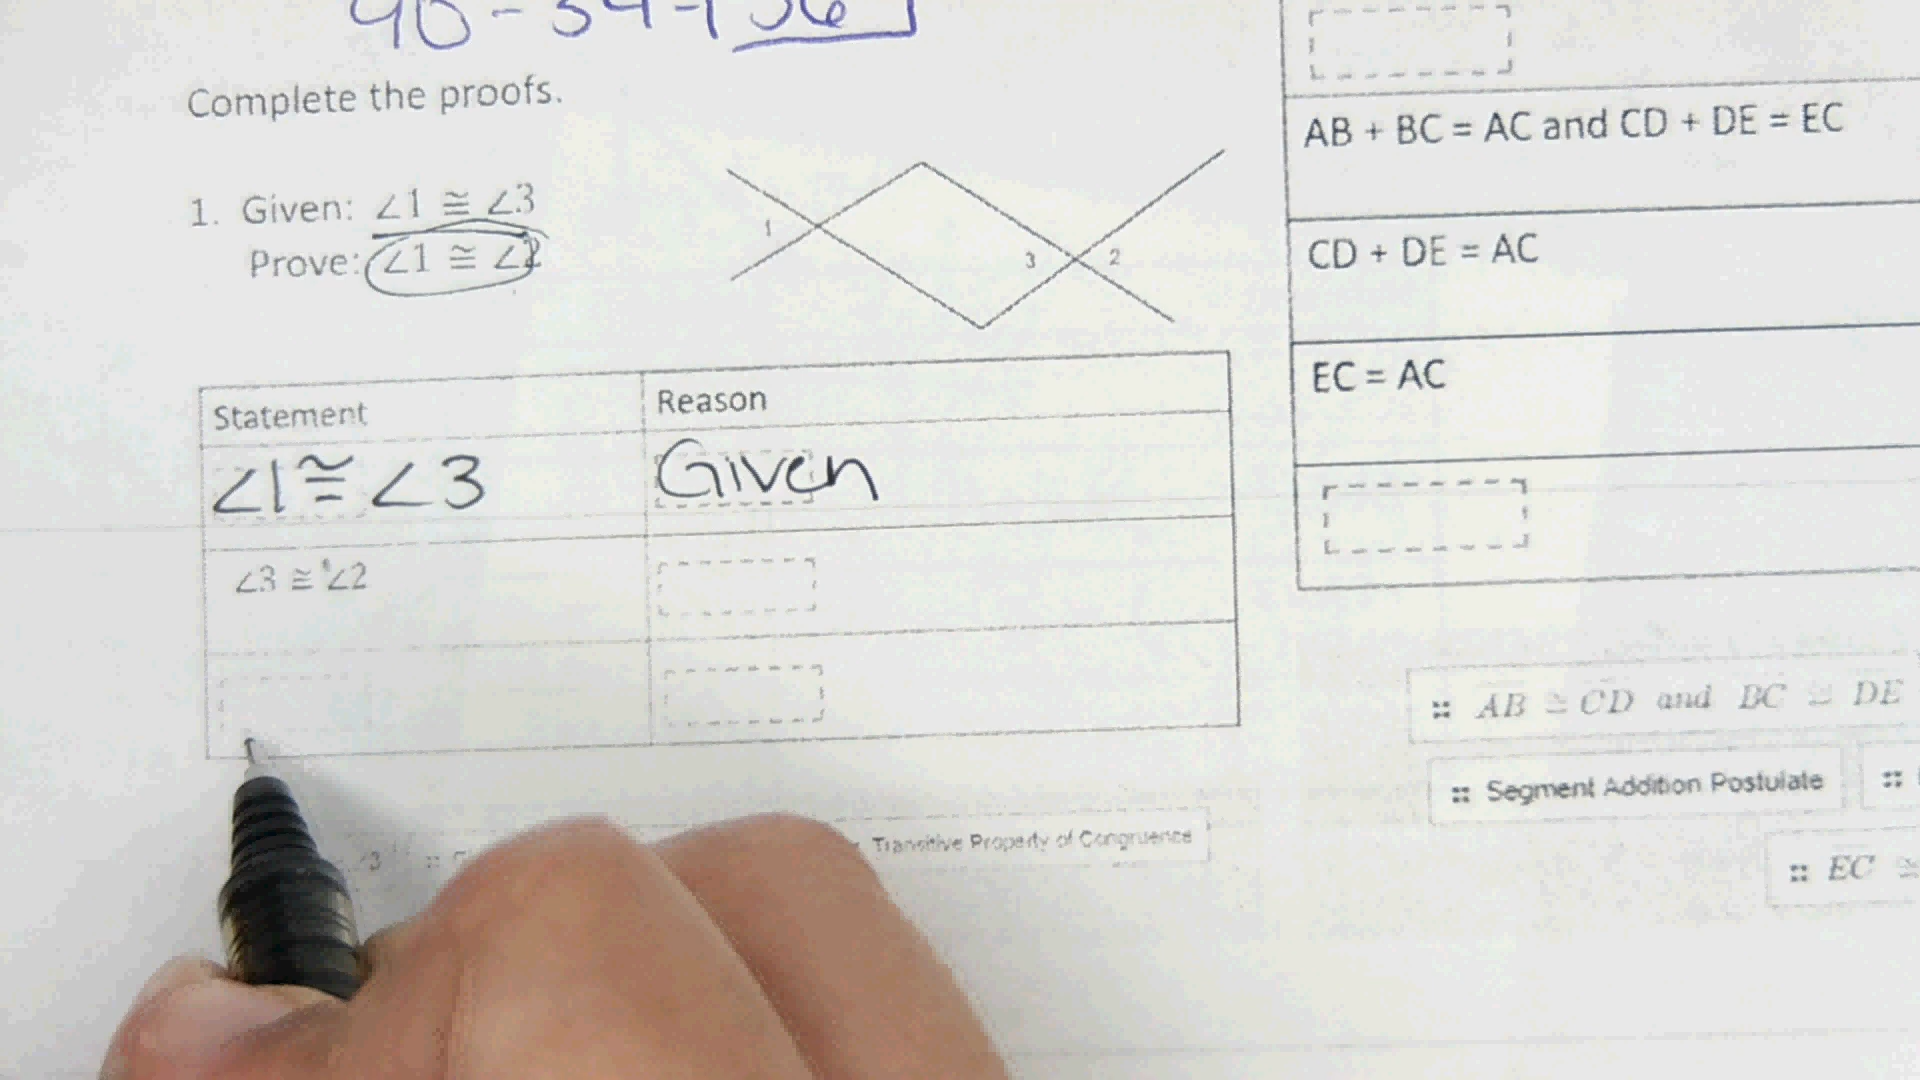 Complete the proofs.
1. Given: ∠1 ≅ ∠3
Prove: ∠1 ≅ ∠2
1
3
2
Statement
Reason
∠1 ≅ ∠3
Given
∠3 ≅ ∠2
Transitive Property of Congruence
AB + BC = AC and CD + DE = EC
CD + DE = AC
EC = AC
AB ≅ CD and BC ≅ DE
Segment Addition Postulate
EC ≅